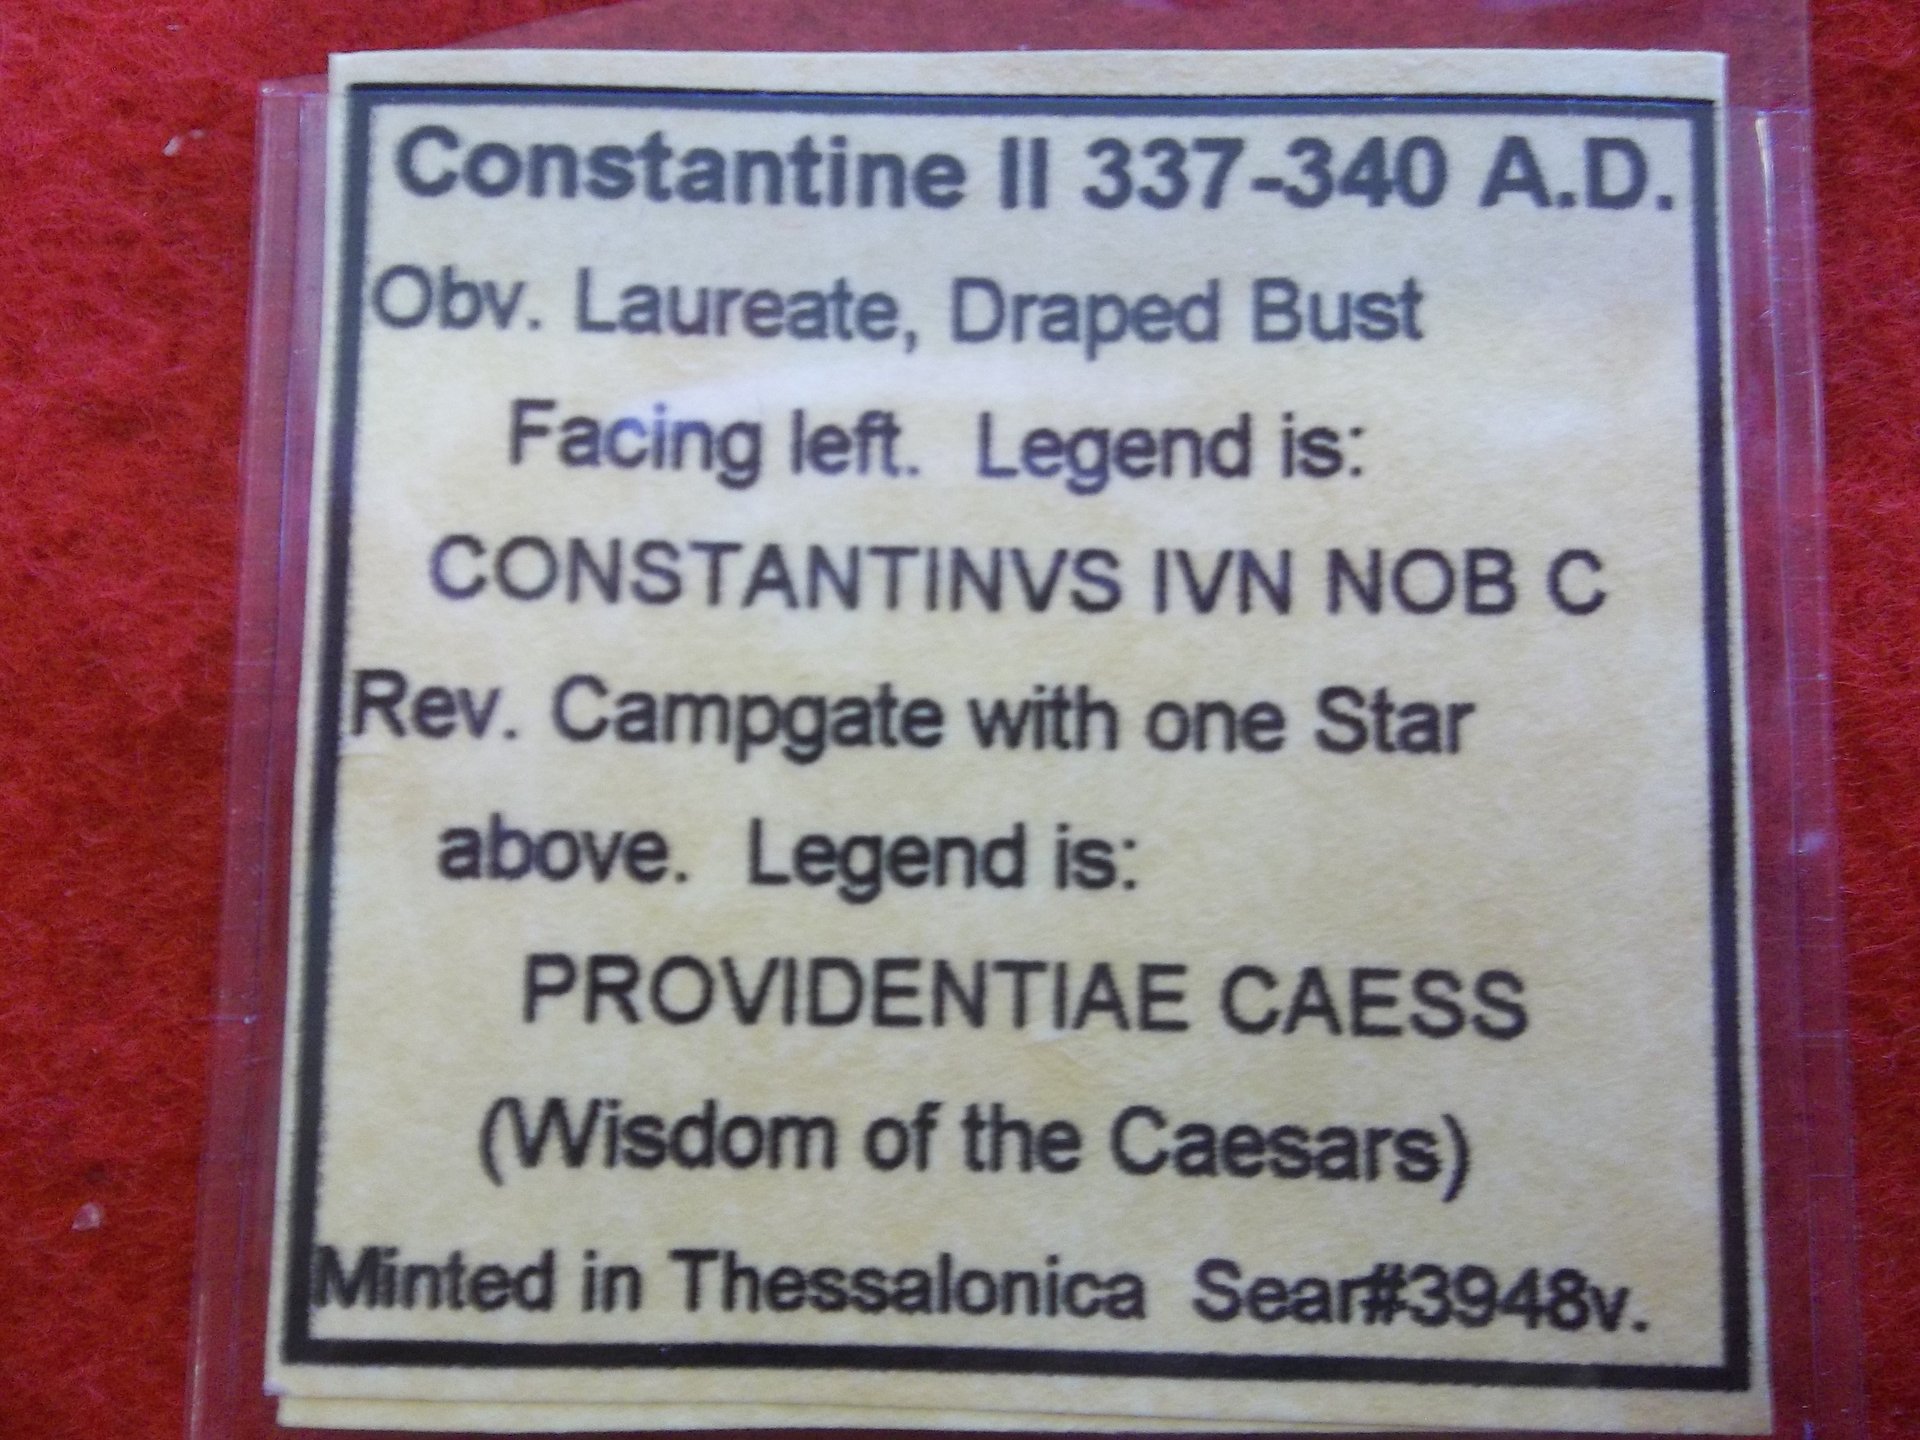 Constantine II 337-340 A.D.
Obv. Laureate, Draped Bust
Facing left. Legend is:
CONSTANTINVS IVN NOB C
Rev. Campgate with one Star
above. Legend is:
PROVIDENTIAE CAESS
(Wisdom of the Caesars)
Minted in Thessalonica Sear#3948v.